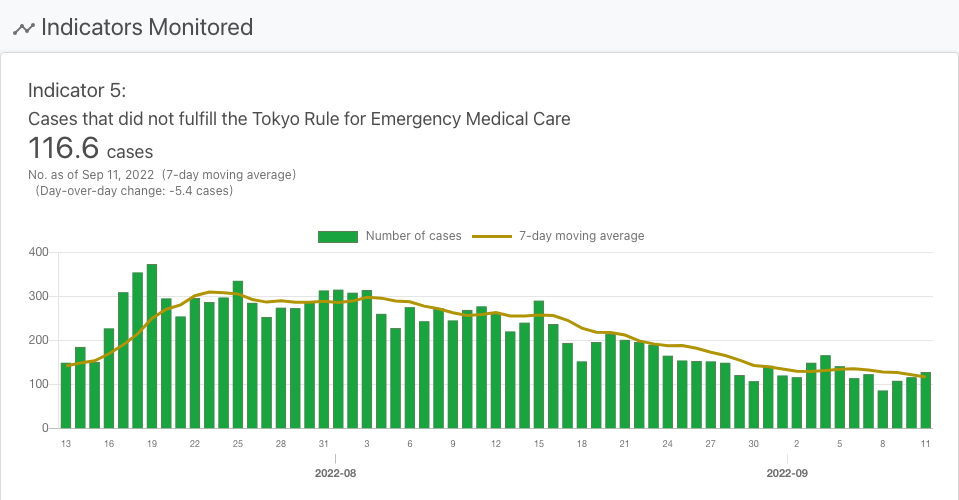 Indicators Monitored
Indicator 5:
Cases that did not fulfill the Tokyo Rule for Emergency Medical Care
116.6 cases
No. as of Sep 11, 2022 (7-day moving average)
(Day-over-day change: -5.4 cases)
Number of cases 7-day moving average
400
300
200
100
0
13 16 19 22 25 28 31 3 6 9 12 15 18 21 24 27 30 2 5 8 11
2022-08 2022-09